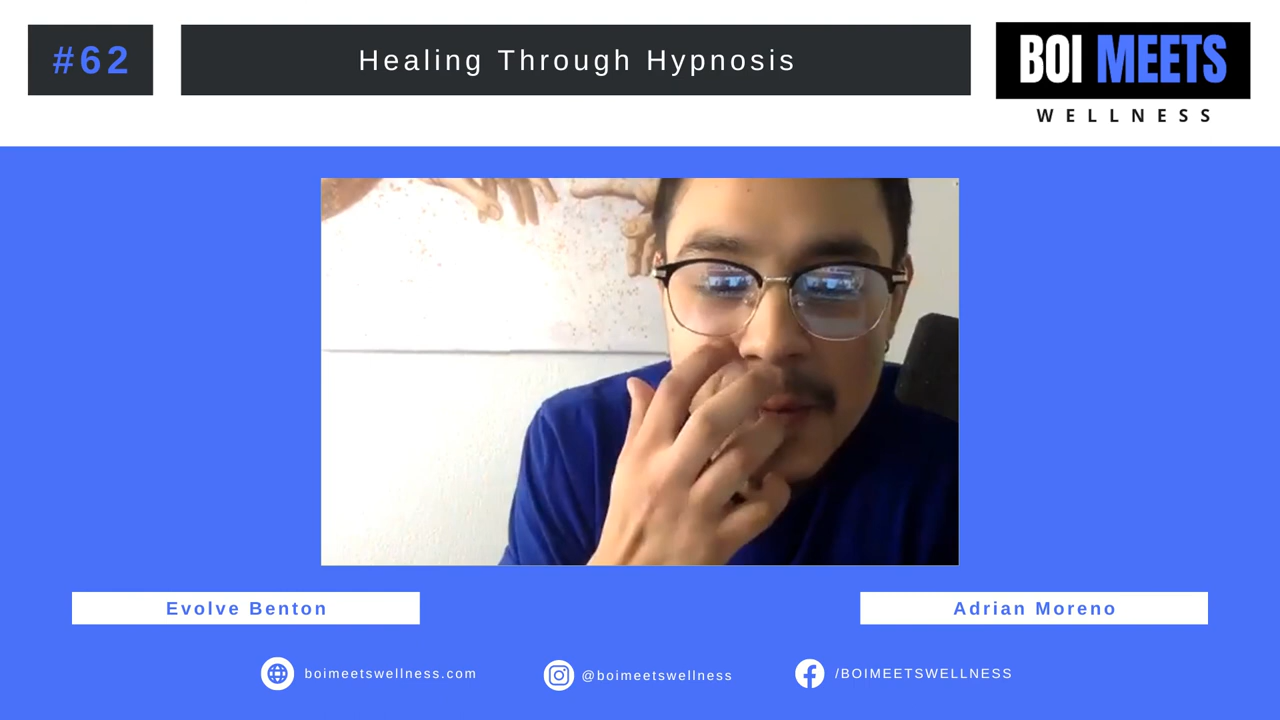 #62
Healing Through Hypnosis
BOI MEETS
WELLNESS
Evolve Benton
Adrian Moreno
boimeetswellness.com
@boimeetswellness
/BOIMEETSWELLNESS